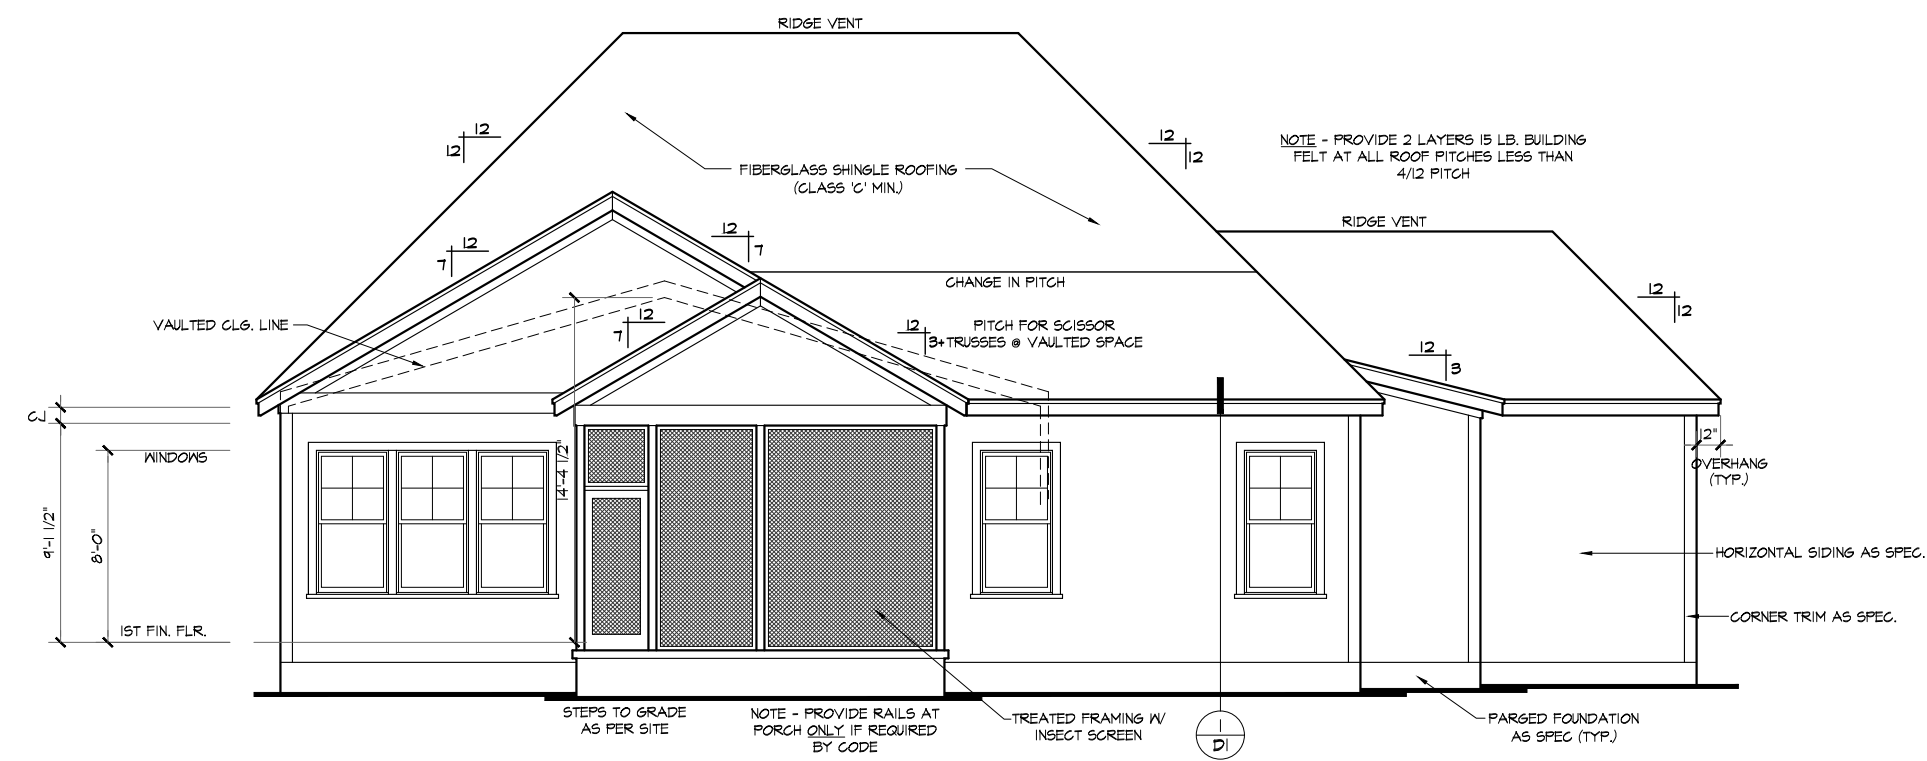 RIDGE VENT
12
12
12
12
NOTE - PROVIDE 2 LAYERS 15 LB. BUILDING
FELT AT ALL ROOF PITCHES LESS THAN
4/12 PITCH
FIBERGLASS SHINGLE ROOFING
(CLASS 'C' MIN.)
RIDGE VENT
12
7
12
7
CHANGE IN PITCH
12
12
VAULTED CLG. LINE
12
7
12
3+
PITCH FOR SCISSOR
TRUSSES @ VAULTED SPACE
12
3
CJ
WINDOWS
9'-1 1/2"
8'-0"
14'-4 1/2"
12"
OVERHANG
(TYP.)
HORIZONTAL SIDING AS SPEC.
CORNER TRIM AS SPEC.
1ST FIN. FLR.
STEPS TO GRADE
AS PER SITE
NOTE - PROVIDE RAILS AT
PORCH ONLY IF REQUIRED
BY CODE
TREATED FRAMING W/
INSECT SCREEN
1
D1
PARGED FOUNDATION
AS SPEC (TYP.)